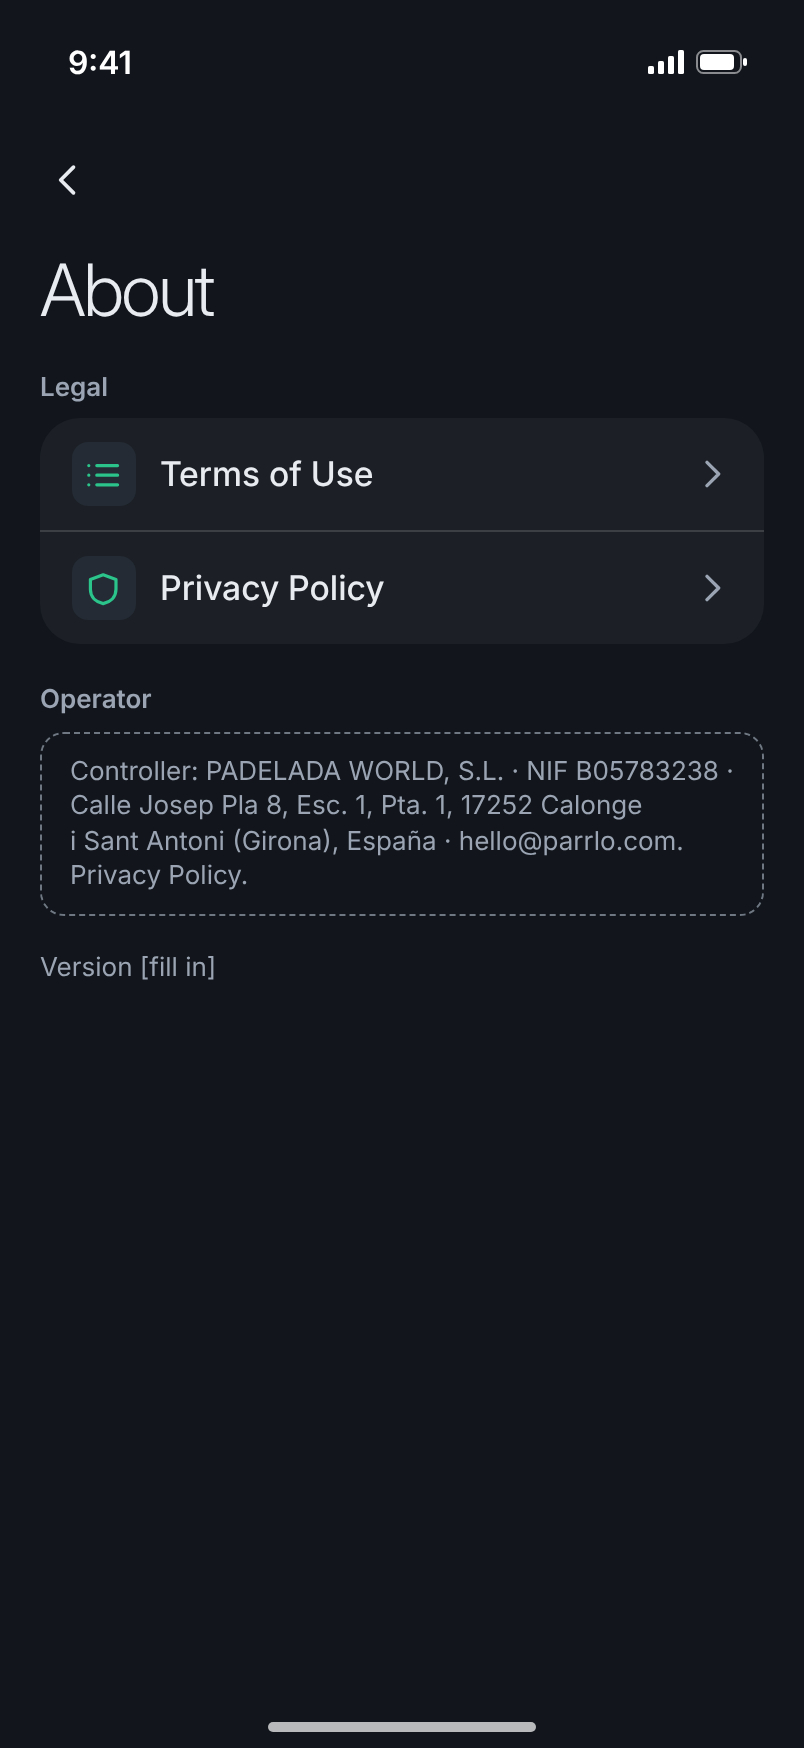 9:41
About
Legal
Terms of Use
Privacy Policy
Operator
Controller: PADELADA WORLD, S.L. · NIF B05783238 ·
Calle Josep Pla 8, Esc. 1, Pta. 1, 17252 Calonge
i Sant Antoni (Girona), España · hello@parrlo.com.
Privacy Policy.
Version [fill in]